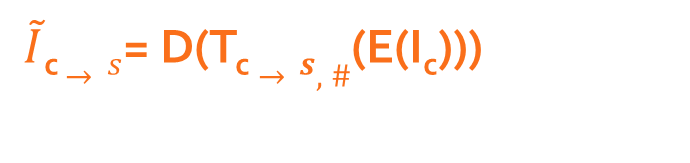 Ĩc → s= D(Tc → s, #(E(Ic)))